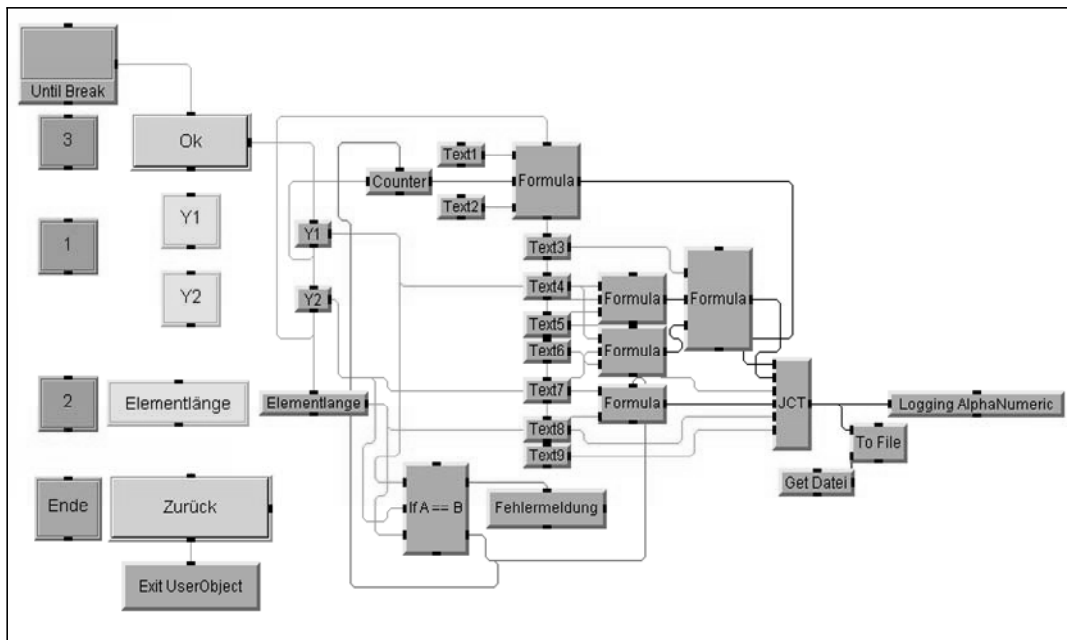 Until Break
3
Ok
Y1
1
Y2
2
Elementlänge
Ende
Zurück
Exit UserObject
Y1
Y2
Elementlange
Counter
Text1
Text2
Formula
Text3
Text4
Text5
Text6
Text7
Text8
Text9
Formula
Formula
Formula
Formula
If A == B
Fehlermeldung
JCT
Logging AlphaNumeric
To File
Get Datei